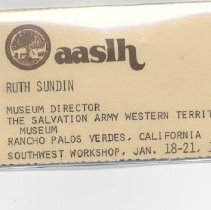 aaslh
RUTH SUNDIN
MUSEUM DIRECTOR
THE SALVATION ARMY WESTERN TERRI
MUSEUM
RANCHO PALOS VERDES, CALIFORNIA
SOUTHWEST WORKSHOP, JAN. 18-21,